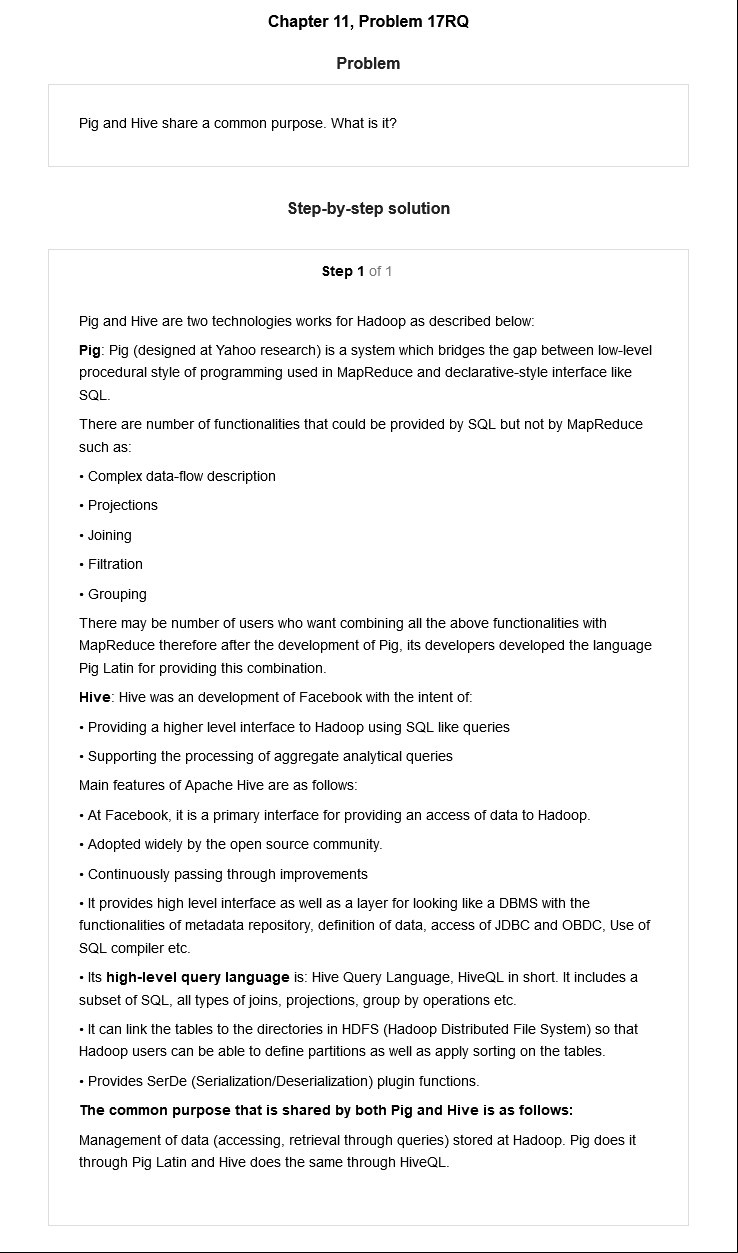 Chapter 11, Problem 17RQ
Problem
Pig and Hive share a common purpose. What is it?
Step-by-step solution
Step 1 of 1
Pig and Hive are two technologies works for Hadoop as described below:
Pig: Pig (designed at Yahoo research) is a system which bridges the gap between low-level
procedural style of programming used in MapReduce and declarative-style interface like
SQL.
There are number of functionalities that could be provided by SQL but not by MapReduce
such as:
• Complex data-flow description
• Projections
• Joining
• Filtration
• Grouping
There may be number of users who want combining all the above functionalities with
MapReduce therefore after the development of Pig, its developers developed the language
Pig Latin for providing this combination.
Hive: Hive was an development of Facebook with the intent of:
• Providing a higher level interface to Hadoop using SQL like queries
• Supporting the processing of aggregate analytical queries
Main features of Apache Hive are as follows:
• At Facebook, it is a primary interface for providing an access of data to Hadoop.
• Adopted widely by the open source community.
• Continuously passing through improvements
• It provides high level interface as well as a layer for looking like a DBMS with the
functionalities of metadata repository, definition of data, access of JDBC and OBDC, Use of
SQL compiler etc.
• Its high-level query language is: Hive Query Language, HiveQL in short. It includes a
subset of SQL, all types of joins, projections, group by operations etc.
• It can link the tables to the directories in HDFS (Hadoop Distributed File System) so that
Hadoop users can be able to define partitions as well as apply sorting on the tables.
• Provides SerDe (Serialization/Deserialization) plugin functions.
The common purpose that is shared by both Pig and Hive is as follows:
Management of data (accessing, retrieval through queries) stored at Hadoop. Pig does it
through Pig Latin and Hive does the same through HiveQL.